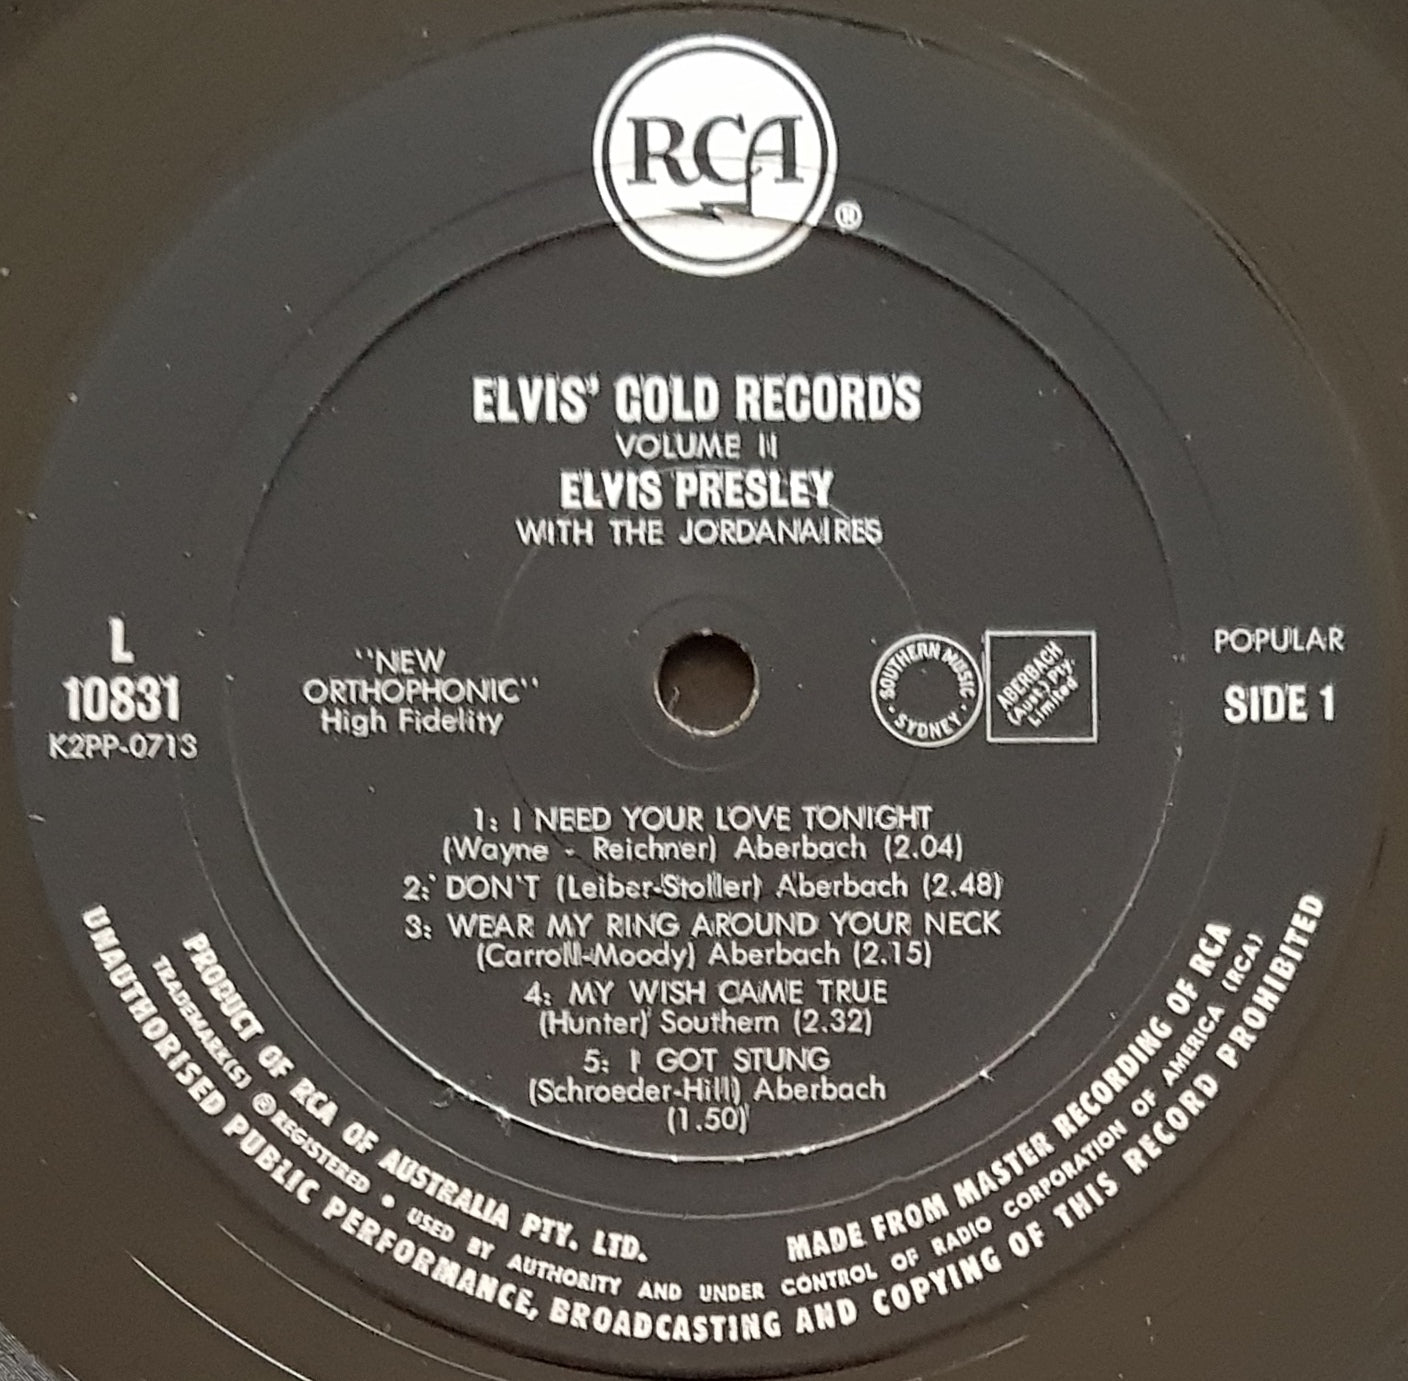 RCA
®
ELVIS' GOLD RECORDS
VOLUME II
ELVIS PRESLEY
WITH THE JORDANAIRES
L
10831
K2PP-0713
"NEW
ORTHOPHONIC"
High Fidelity
SOUTHERN MUSIC
• SYDNEY •
ABERBACH
(Aust.) Pty.
Limited
POPULAR
SIDE 1
1: I NEED YOUR LOVE TONIGHT
(Wayne - Reichner) Aberbach (2.04)
2: DON'T (Leiber-Stoller) Aberbach (2.48)
3: WEAR MY RING AROUND YOUR NECK
(Carroll-Moody) Aberbach (2.15)
4: MY WISH CAME TRUE
(Hunter) Southern (2.32)
5: I GOT STUNG
(Schroeder-Hill) Aberbach
(1.50)
PRODUCT OF RCA OF AUSTRALIA PTY. LTD. MADE FROM MASTER RECORDING OF RCA
TRADEMARK(S) ® REGISTERED • USED BY AUTHORITY AND UNDER CONTROL OF RADIO CORPORATION OF AMERICA (RCA)
UNAUTHORISED PUBLIC PERFORMANCE, BROADCASTING AND COPYING OF THIS RECORD PROHIBITED